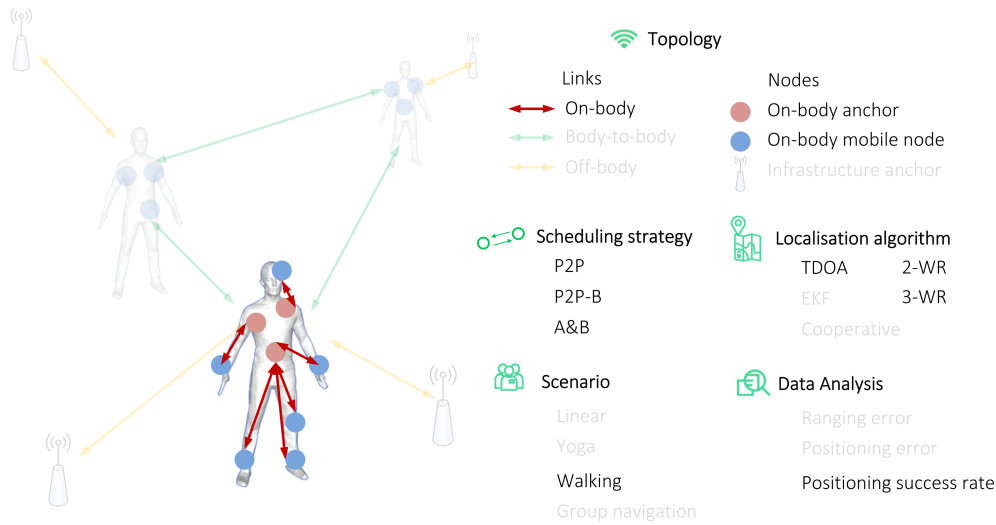 Topology
Links
Nodes
On-body
On-body anchor
Body-to-body
On-body mobile node
Off-body
Infrastructure anchor
Scheduling strategy
P2P
P2P-B
A&B
Localisation algorithm
TDOA 2-WR
EKF 3-WR
Cooperative
Scenario
Linear
Yoga
Walking
Group navigation
Data Analysis
Ranging error
Positioning error
Positioning success rate